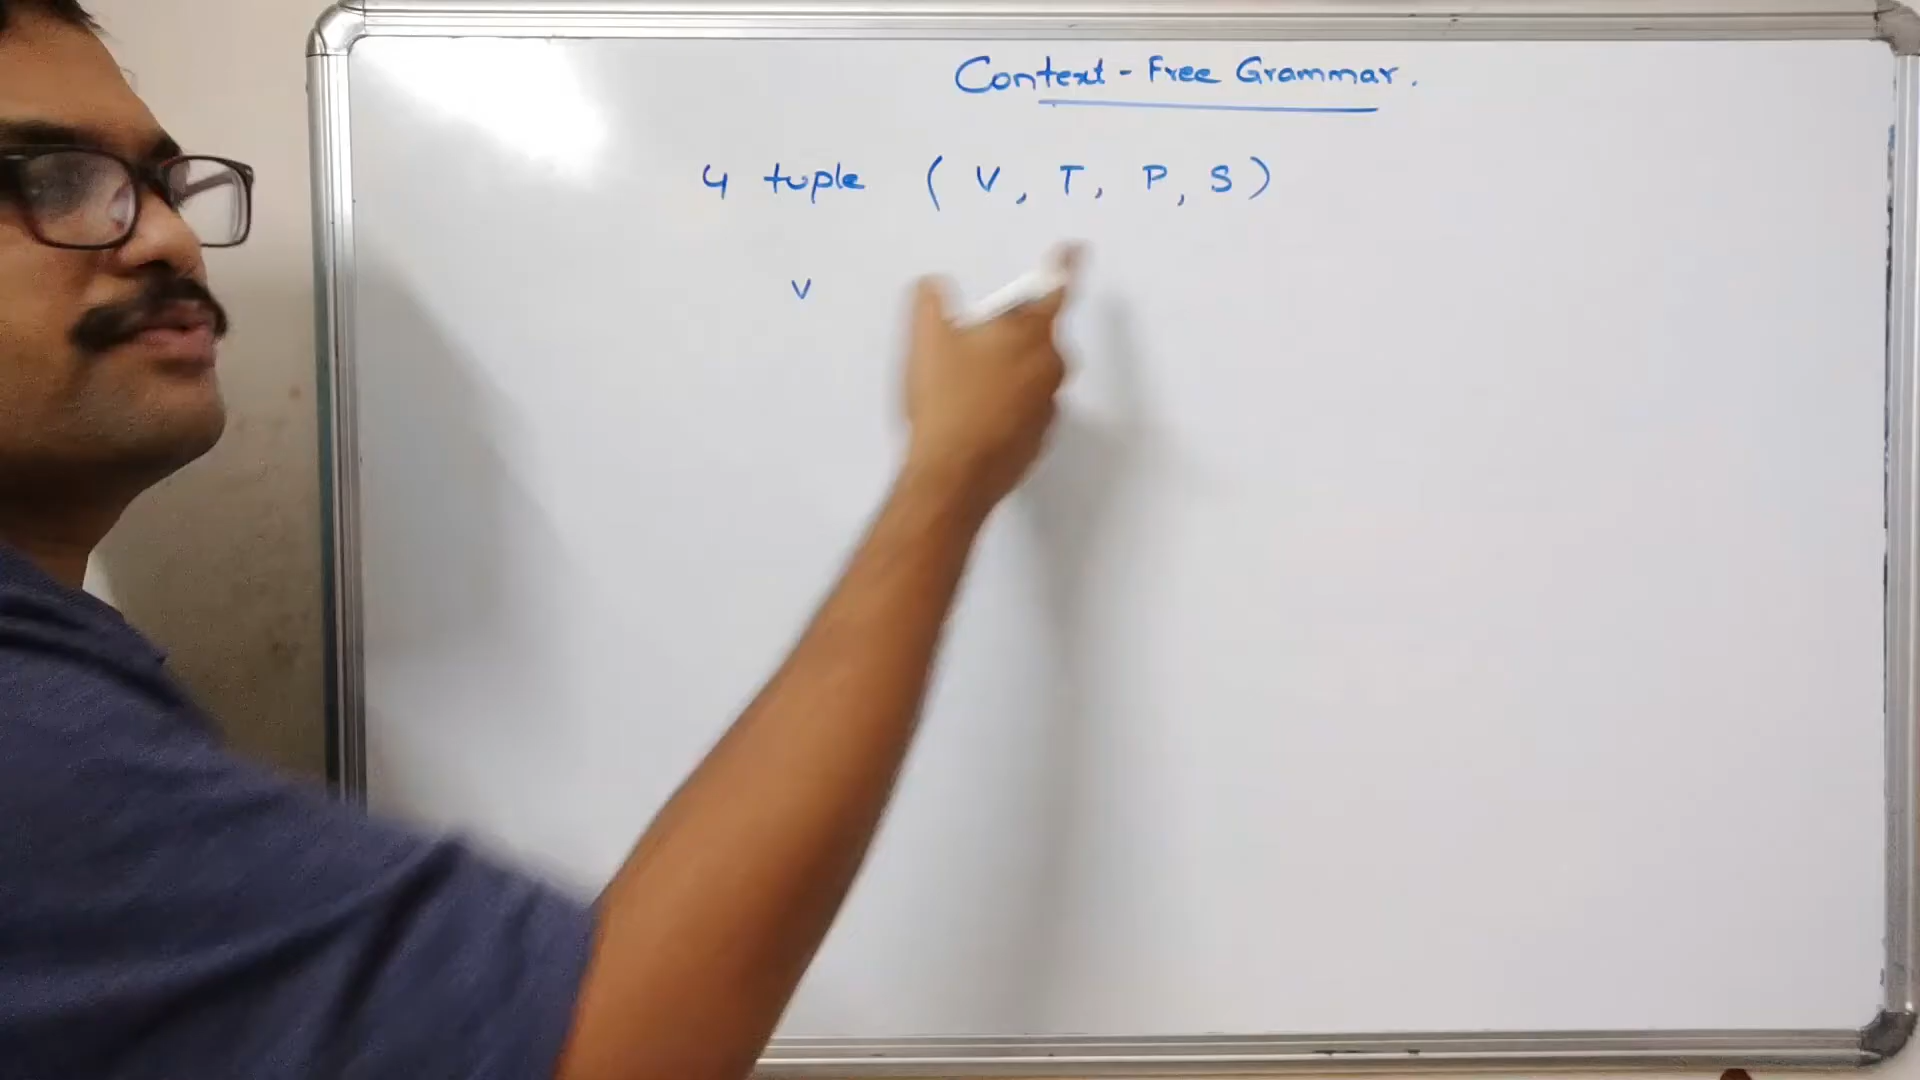 Context - Free Grammar.
4 tuple ( V, T, P, S )
V